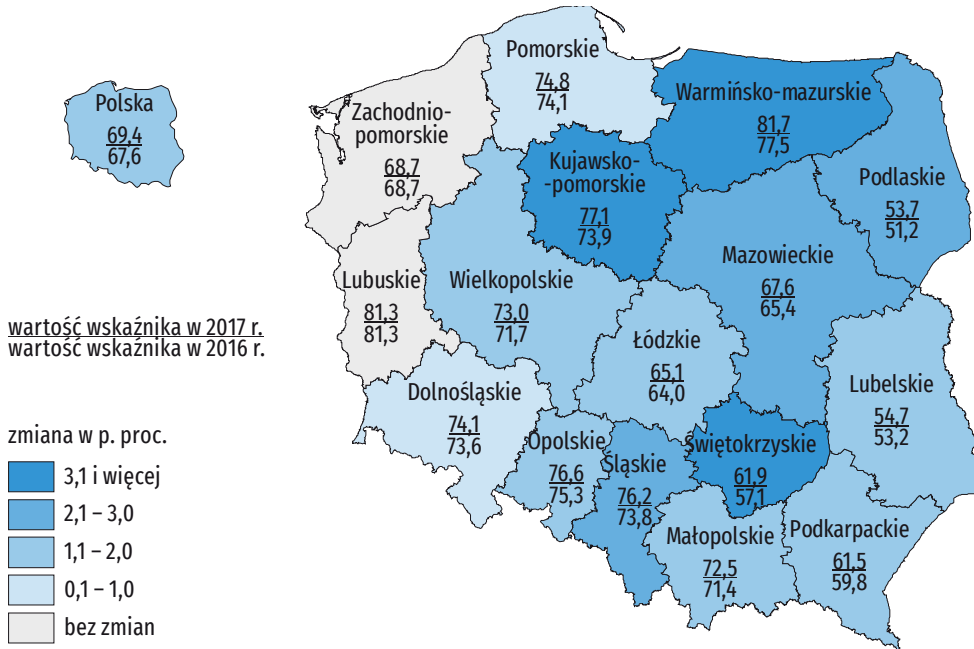 Polska
69,4
67,6
Pomorskie
74,8
74,1
Warmińsko-mazurskie
81,7
77,5
Zachodnio-
pomorskie
68,7
68,7
Kujawsko-
-pomorskie
77,1
73,9
Podlaskie
53,7
51,2
Mazowieckie
67,6
65,4
Lubuskie
81,3
81,3
Wielkopolskie
73,0
71,7
Łódzkie
65,1
64,0
Lubelskie
54,7
53,2
Dolnośląskie
74,1
73,6
Opolskie
76,6
75,3
Śląskie
76,2
73,8
Świętokrzyskie
61,9
57,1
Małopolskie
72,5
71,4
Podkarpackie
61,5
59,8
wartość wskaźnika w 2017 r.
wartość wskaźnika w 2016 r.
zmiana w p. proc.
3,1 i więcej
2,1 – 3,0
1,1 – 2,0
0,1 – 1,0
bez zmian